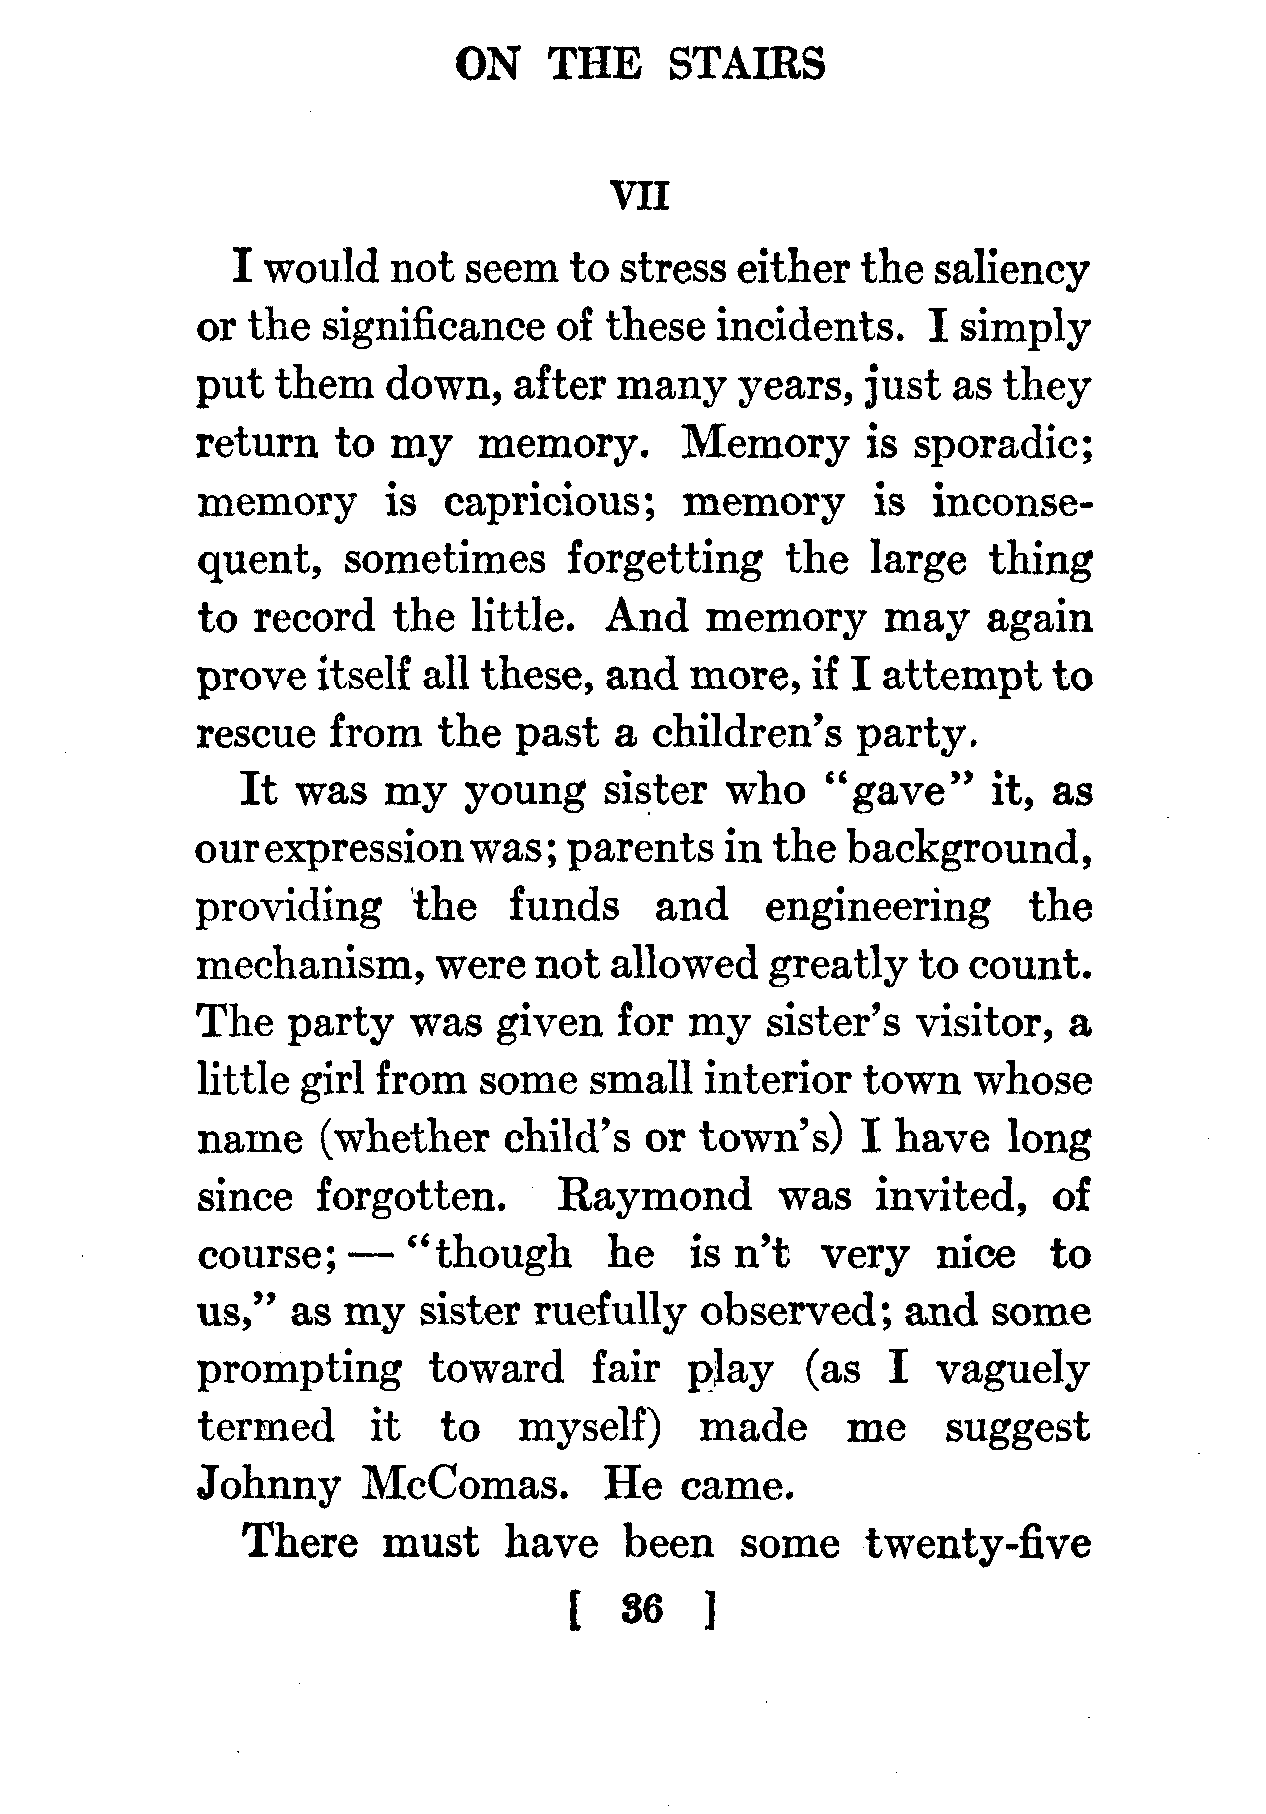 ON THE STAIRS
VII
I would not seem to stress either the saliency
or the significance of these incidents. I simply
put them down, after many years, just as they
return to my memory. Memory is sporadic;
memory is capricious; memory is inconse-
quent, sometimes forgetting the large thing
to record the little. And memory may again
prove itself all these, and more, if I attempt to
rescue from the past a children's party.
It was my young sister who “gave” it, as
our expression was; parents in the background,
providing the funds and engineering the
mechanism, were not allowed greatly to count.
The party was given for my sister's visitor, a
little girl from some small interior town whose
name (whether child's or town's) I have long
since forgotten. Raymond was invited, of
course; — “though he is n't very nice to
us,” as my sister ruefully observed; and some
prompting toward fair play (as I vaguely
termed it to myself) made me suggest
Johnny McComas. He came.
There must have been some twenty-five
[ 36 ]